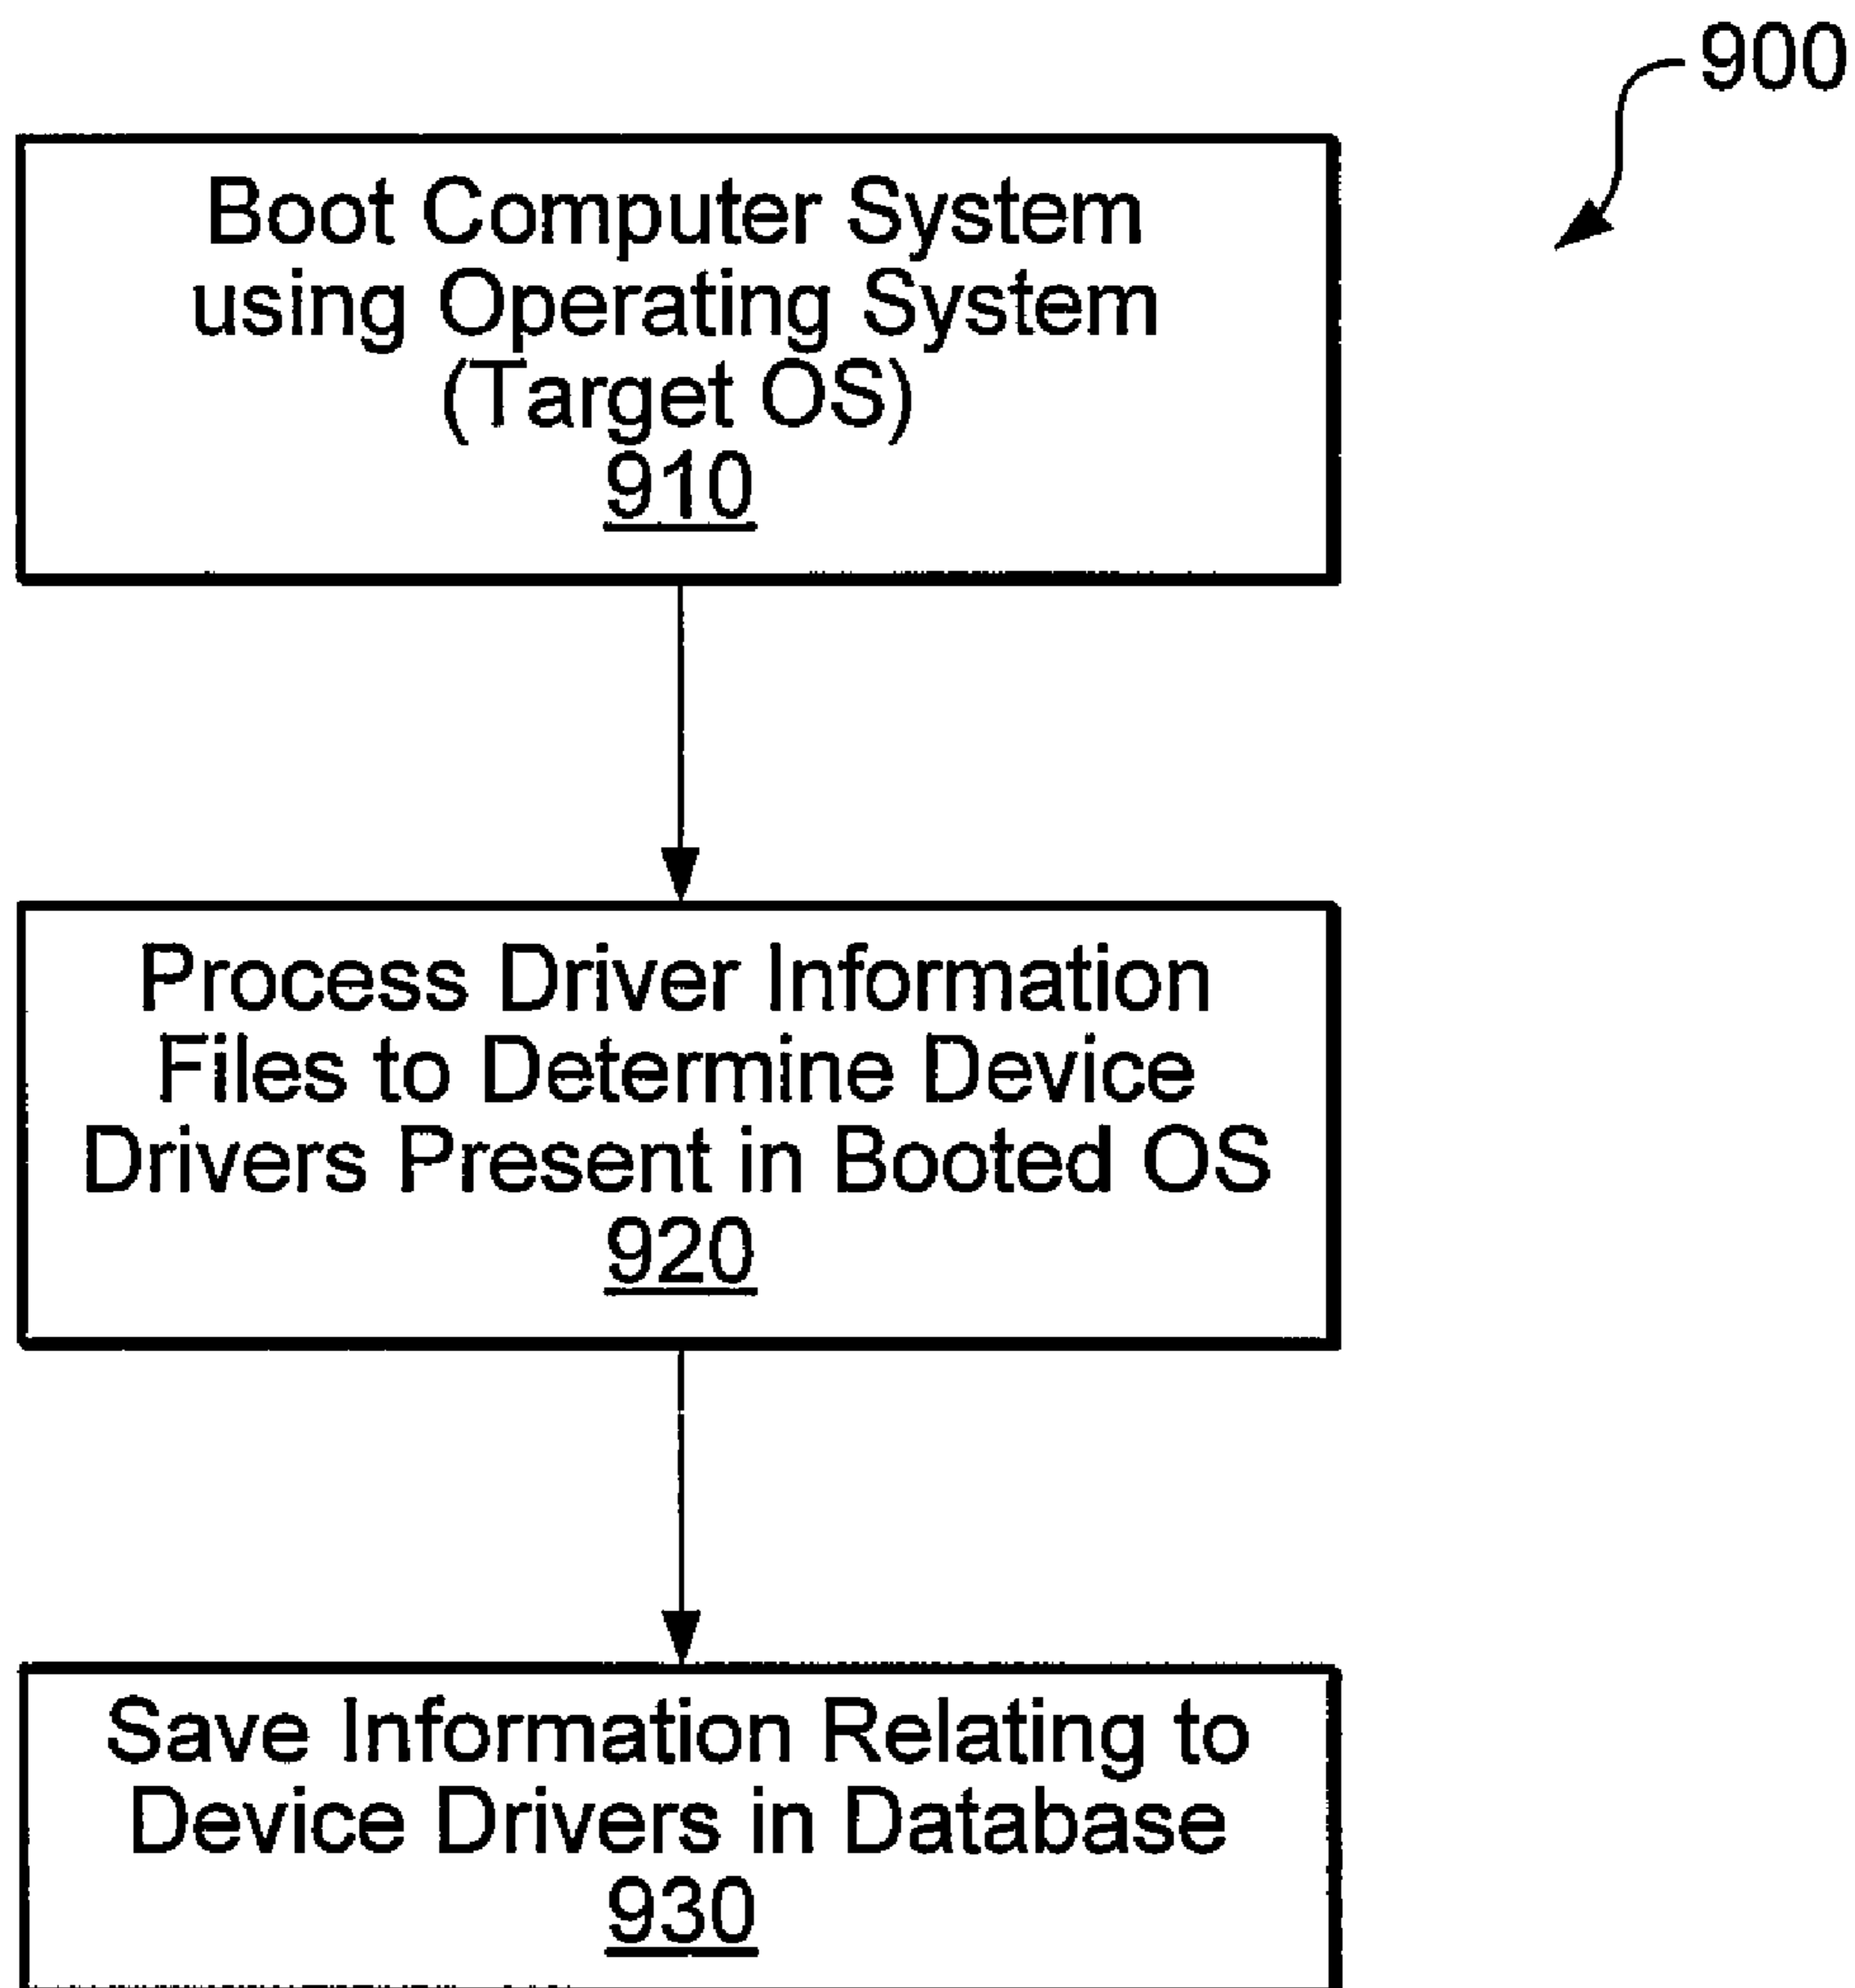 900
Boot Computer System
using Operating System
(Target OS)
910
Process Driver Information
Files to Determine Device
Drivers Present in Booted OS
920
Save Information Relating to
Device Drivers in Database
930